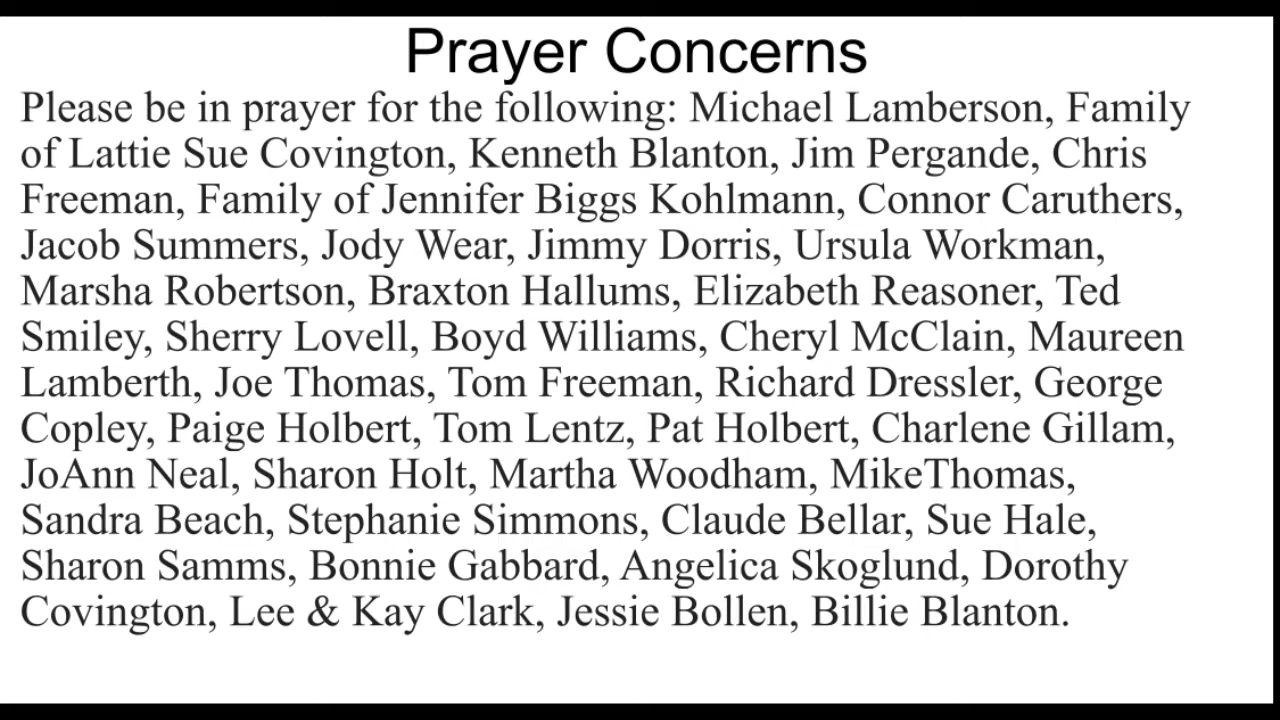 Prayer Concerns
Please be in prayer for the following: Michael Lamberson, Family
of Lattie Sue Covington, Kenneth Blanton, Jim Pergande, Chris
Freeman, Family of Jennifer Biggs Kohlmann, Connor Caruthers,
Jacob Summers, Jody Wear, Jimmy Dorris, Ursula Workman,
Marsha Robertson, Braxton Hallums, Elizabeth Reasoner, Ted
Smiley, Sherry Lovell, Boyd Williams, Cheryl McClain, Maureen
Lamberth, Joe Thomas, Tom Freeman, Richard Dressler, George
Copley, Paige Holbert, Tom Lentz, Pat Holbert, Charlene Gillam,
JoAnn Neal, Sharon Holt, Martha Woodham, MikeThomas,
Sandra Beach, Stephanie Simmons, Claude Bellar, Sue Hale,
Sharon Samms, Bonnie Gabbard, Angelica Skoglund, Dorothy
Covington, Lee & Kay Clark, Jessie Bollen, Billie Blanton.